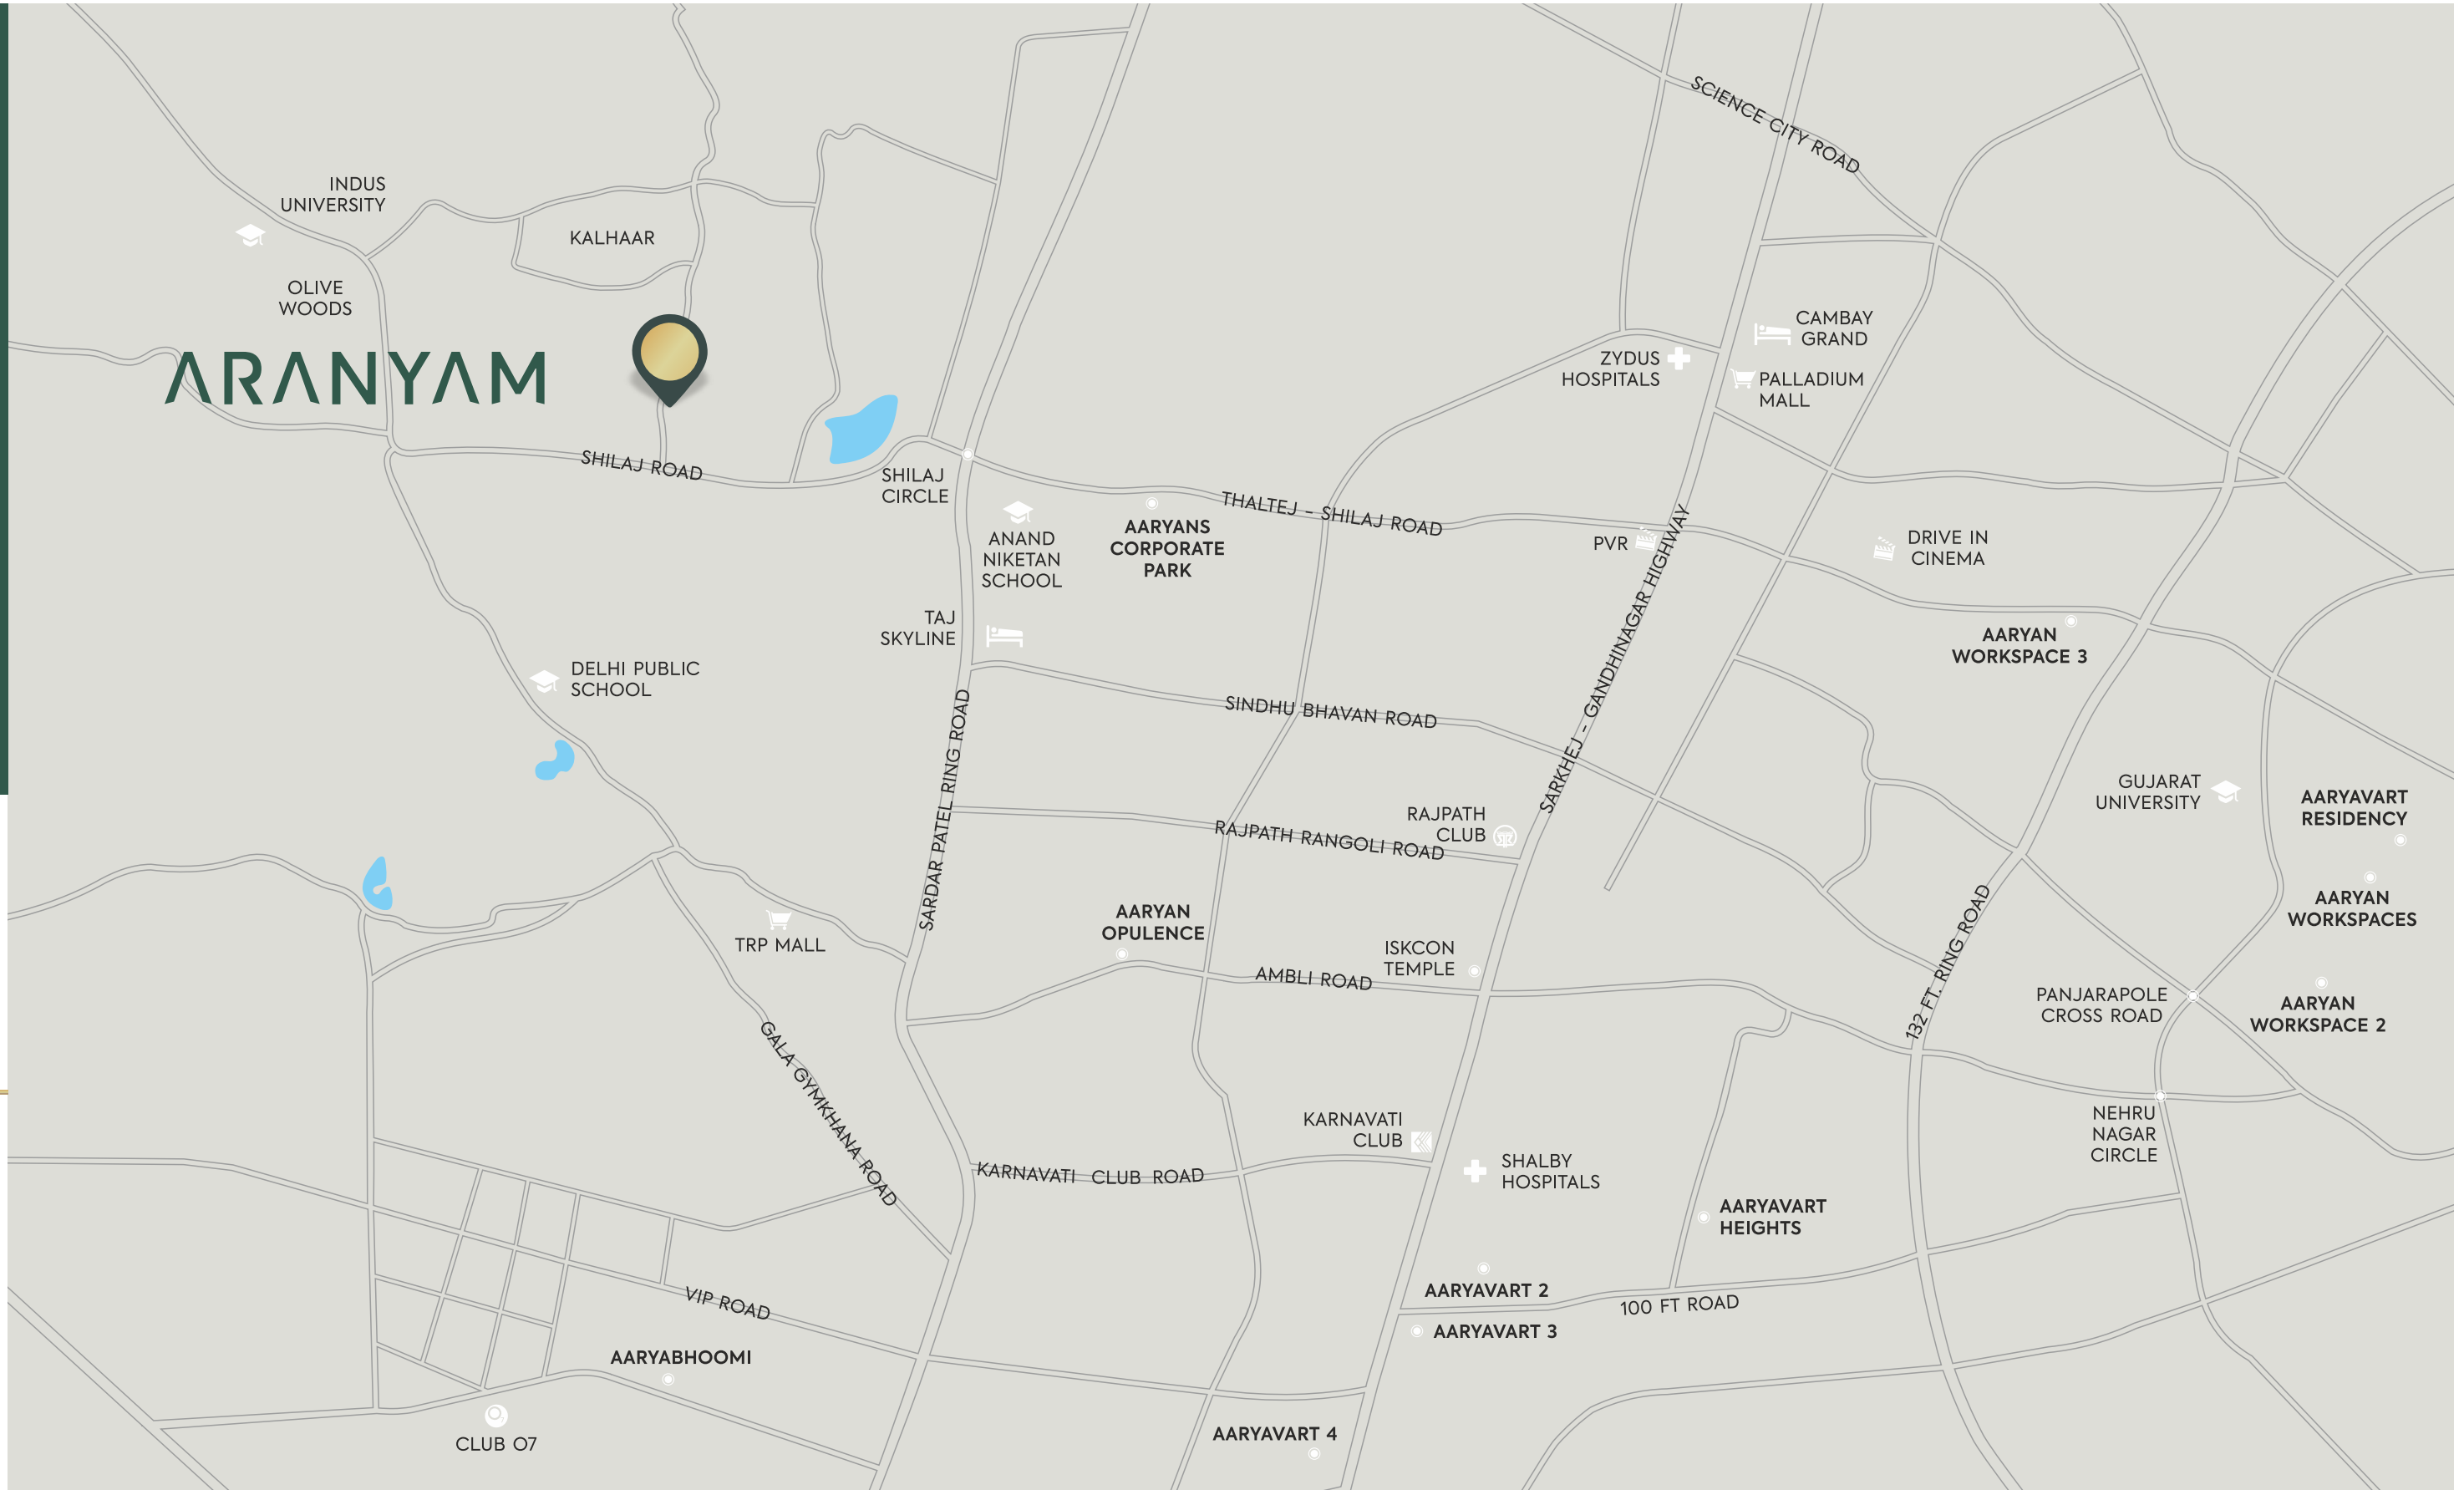 SCIENCE CITY ROAD
INDUS
UNIVERSITY
KALHAAR
OLIVE
WOODS
ARANYAM
CAMBAY
GRAND
ZYDUS
HOSPITALS
PALLADIUM
MALL
SHILAJ ROAD
SHILAJ
CIRCLE
THALTEJ - SHILAJ ROAD
ANAND
NIKETAN
SCHOOL
AARYANS
CORPORATE
PARK
PVR
SARKHEJ - GANDHINAGAR HIGHWAY
DRIVE IN
CINEMA
TAJ
SKYLINE
AARYAN
WORKSPACE 3
DELHI PUBLIC
SCHOOL
SARDAR PATEL RING ROAD
SINDHU BHAVAN ROAD
GUJARAT
UNIVERSITY
AARYAVART
RESIDENCY
RAJPATH
CLUB
RAJPATH RANGOLI ROAD
AARYAN
WORKSPACES
132 FT. RING ROAD
TRP MALL
AARYAN
OPULENCE
ISKCON
TEMPLE
AMBLI ROAD
PANJARAPOLE
CROSS ROAD
AARYAN
WORKSPACE 2
GALA GYMKHANA ROAD
KARNAVATI
CLUB
NEHRU
NAGAR
CIRCLE
KARNAVATI CLUB ROAD
SHALBY
HOSPITALS
AARYAVART
HEIGHTS
VIP ROAD
AARYAVART 2
100 FT ROAD
AARYAVART 3
AARYABHOOMI
CLUB O7
AARYAVART 4